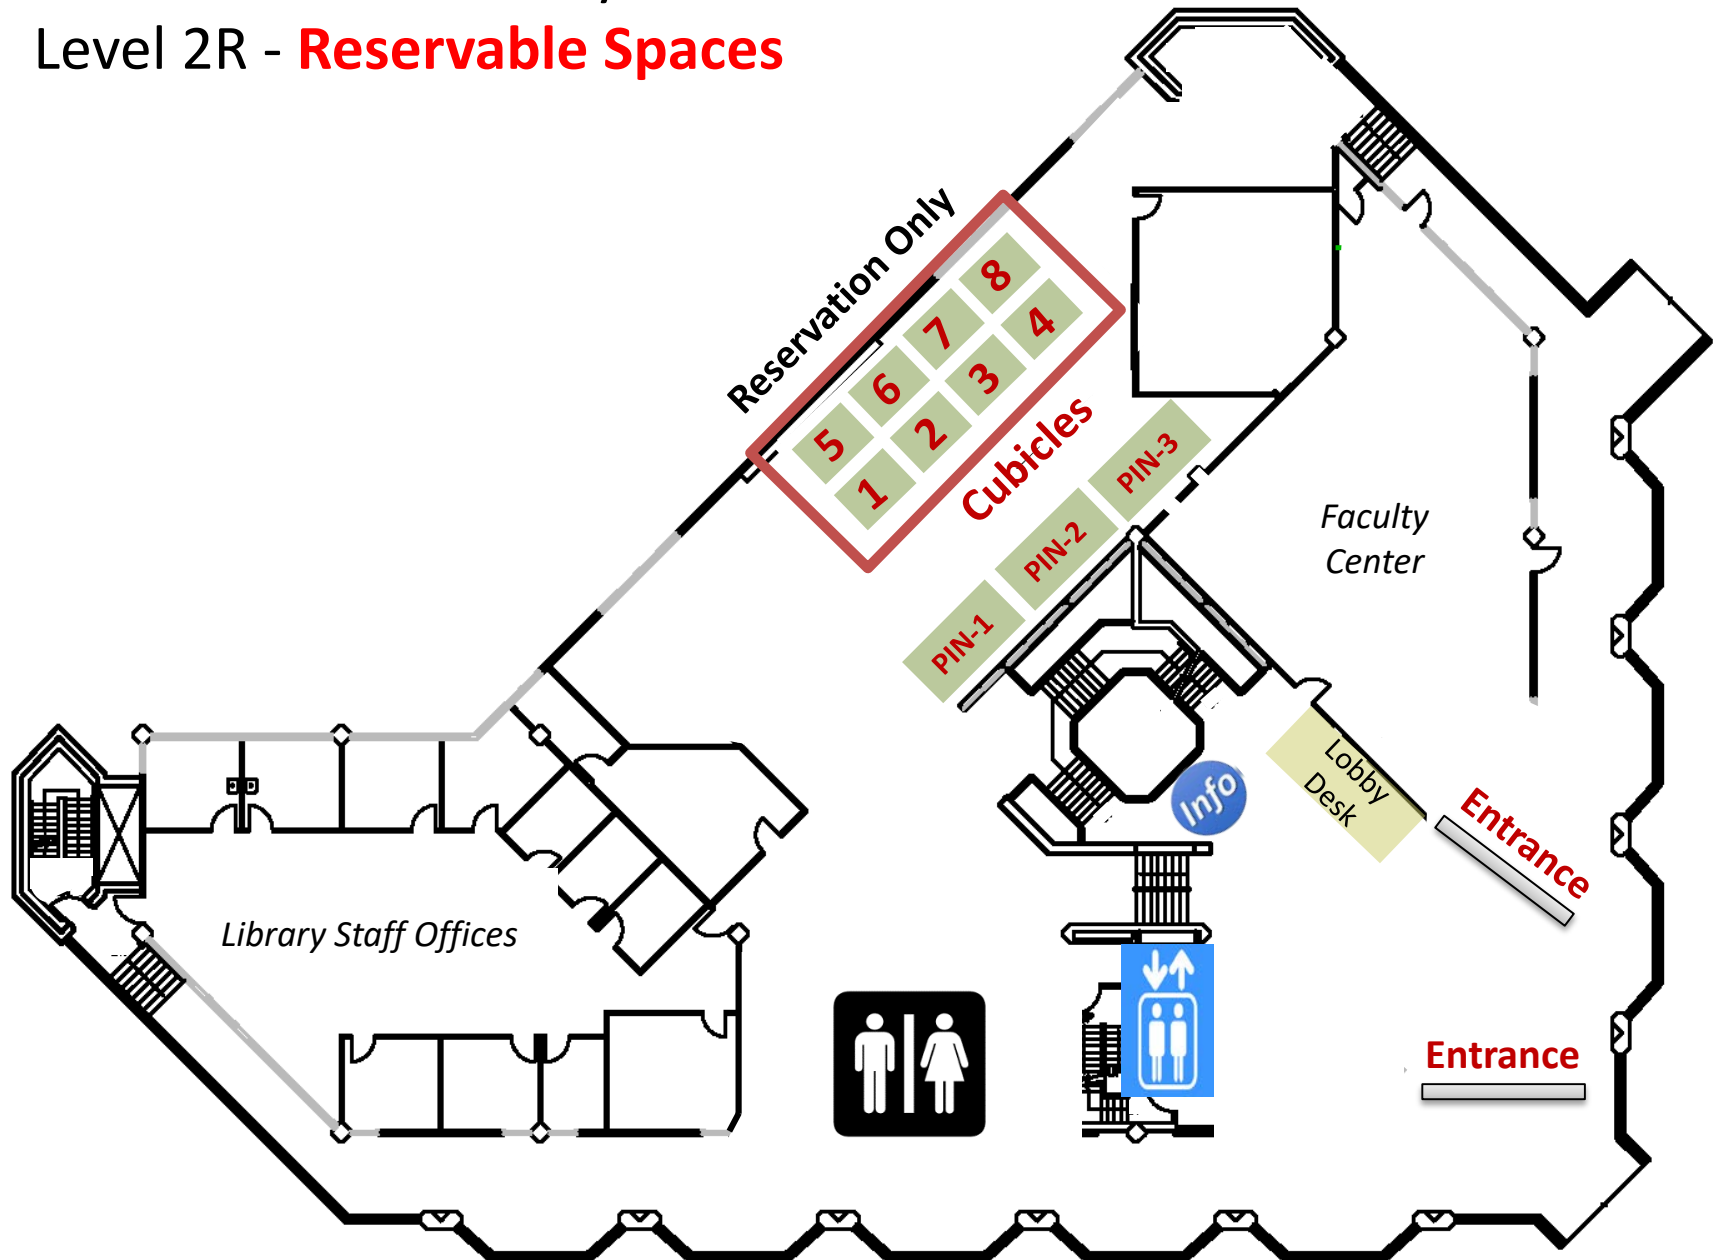 Level 2R - Reservable Spaces
Reservation Only
8
7
4
6
3
5
2
1
Cubicles
PIN-3
PIN-2
PIN-1
Faculty
Center
Lobby
Desk
Info
Entrance
Library Staff Offices
Entrance